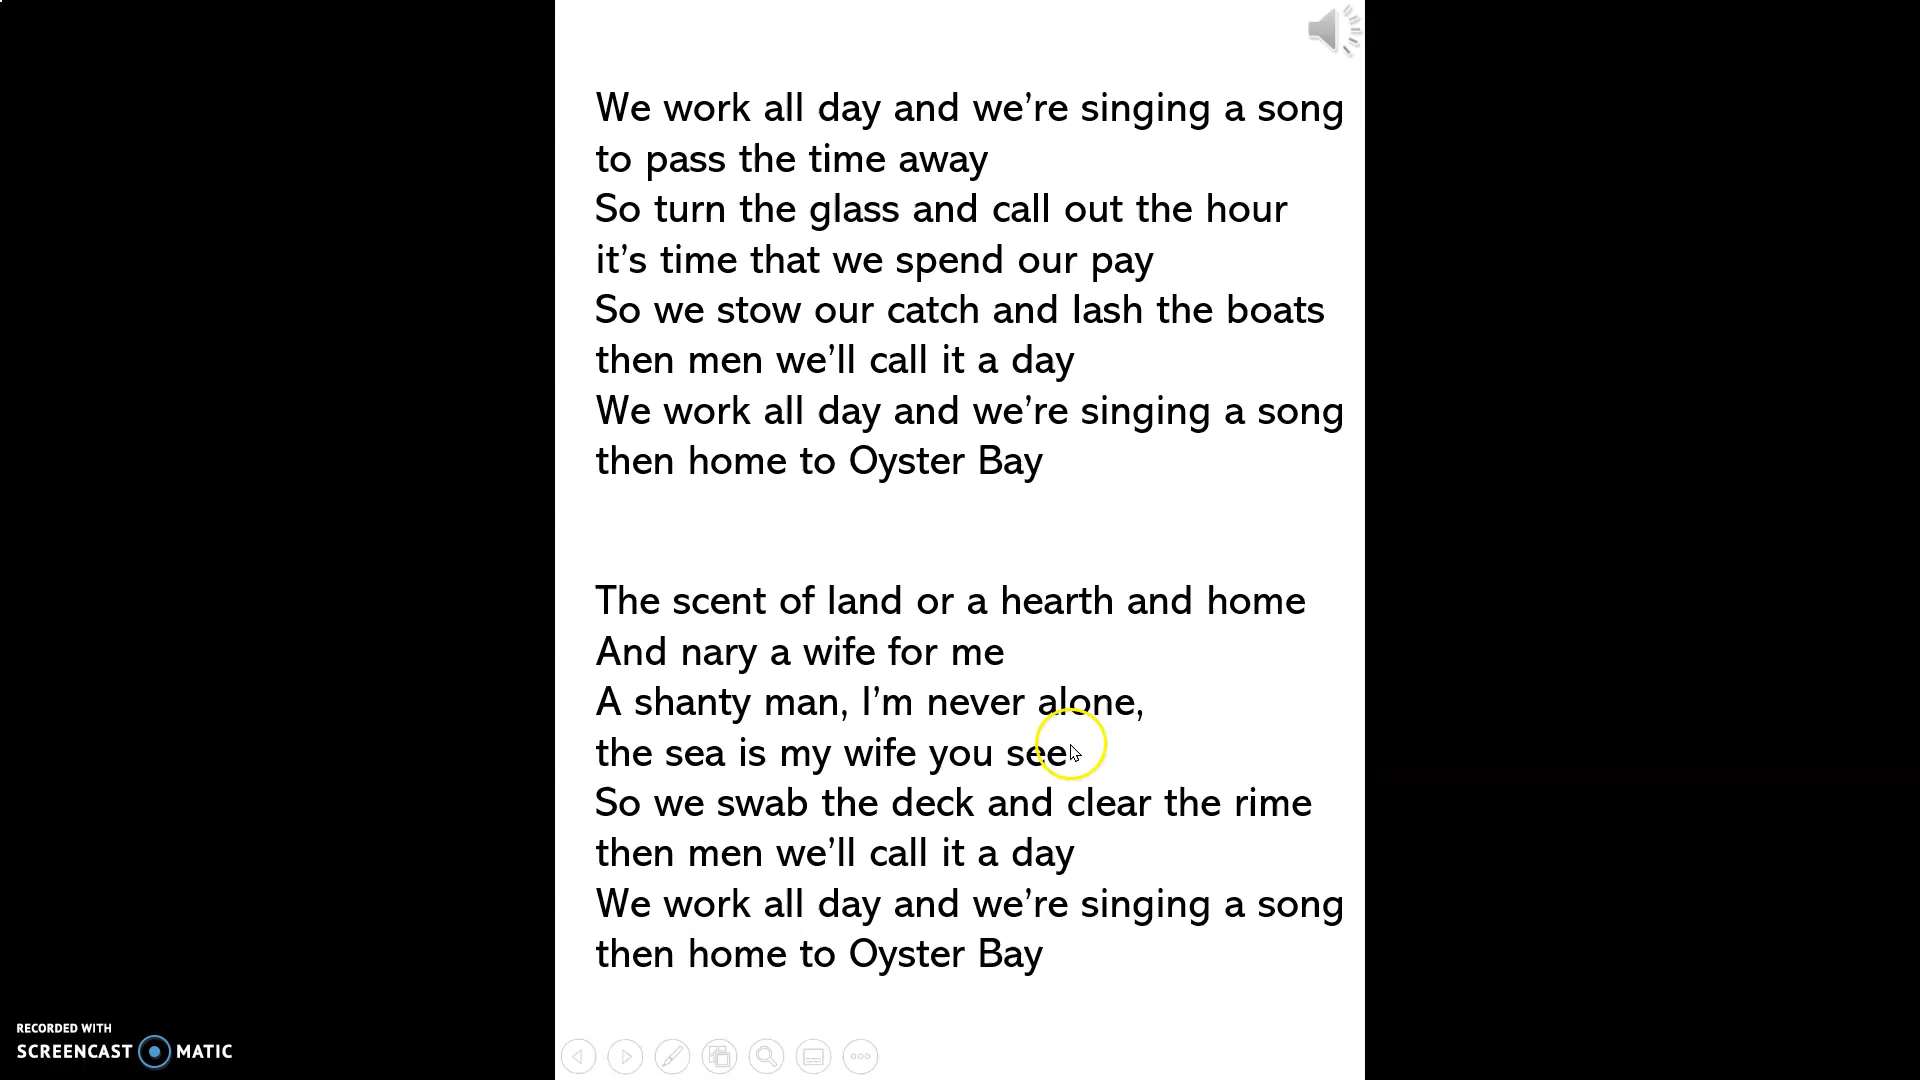 We work all day and we’re singing a song
to pass the time away
So turn the glass and call out the hour
it’s time that we spend our pay
So we stow our catch and lash the boats
then men we’ll call it a day
We work all day and we’re singing a song
then home to Oyster Bay
The scent of land or a hearth and home
And nary a wife for me
A shanty man, I’m never alone,
the sea is my wife you see
So we swab the deck and clear the rime
then men we’ll call it a day
We work all day and we’re singing a song
then home to Oyster Bay
RECORDED WITH
SCREENCAST MATIC